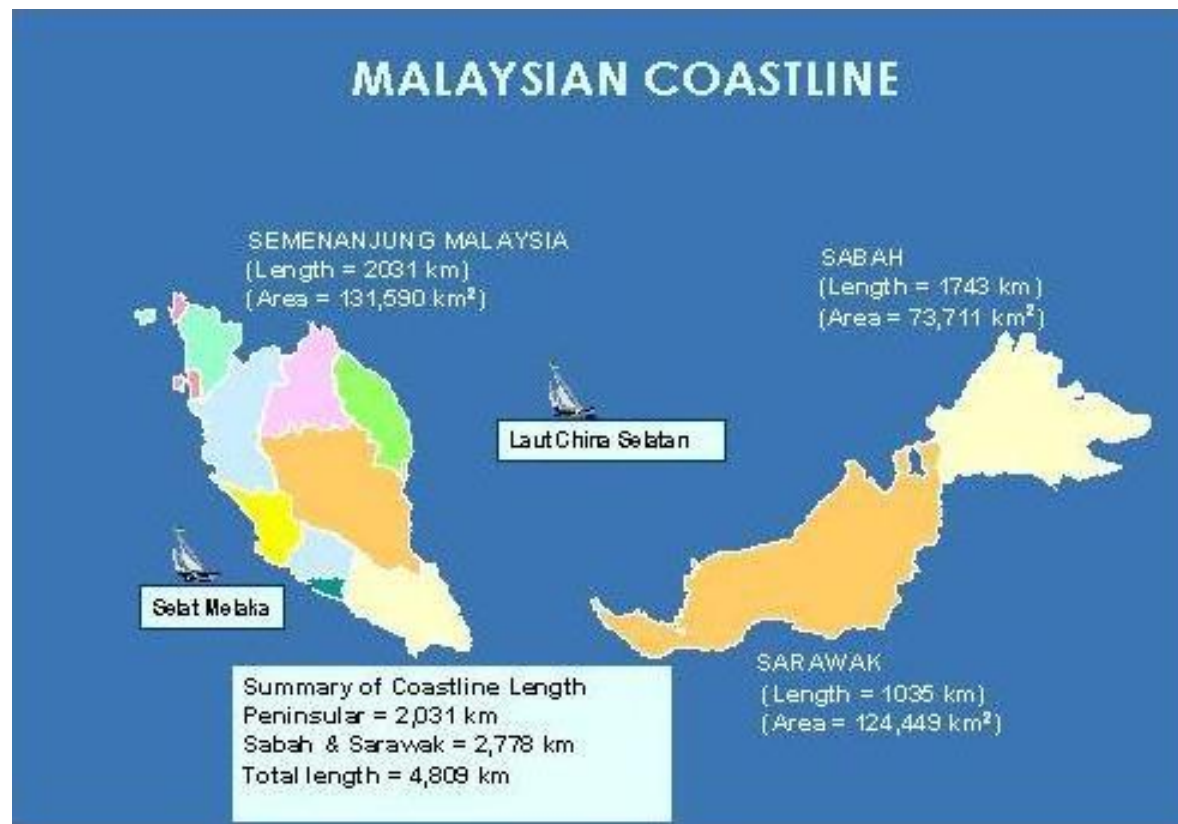 MALAYSIAN COASTLINE
SEMENANJUNG MALAYSIA
(Length = 2031 km)
(Area = 131,590 km²)
SABAH
(Length = 1743 km)
(Area = 73,711 km²)
Laut China Selatan
Selat Melaka
SARAWAK
(Length = 1035 km)
(Area = 124,449 km²)
Summary of Coastline Length
Peninsular = 2,031 km
Sabah & Sarawak = 2,778 km
Total length = 4,809 km